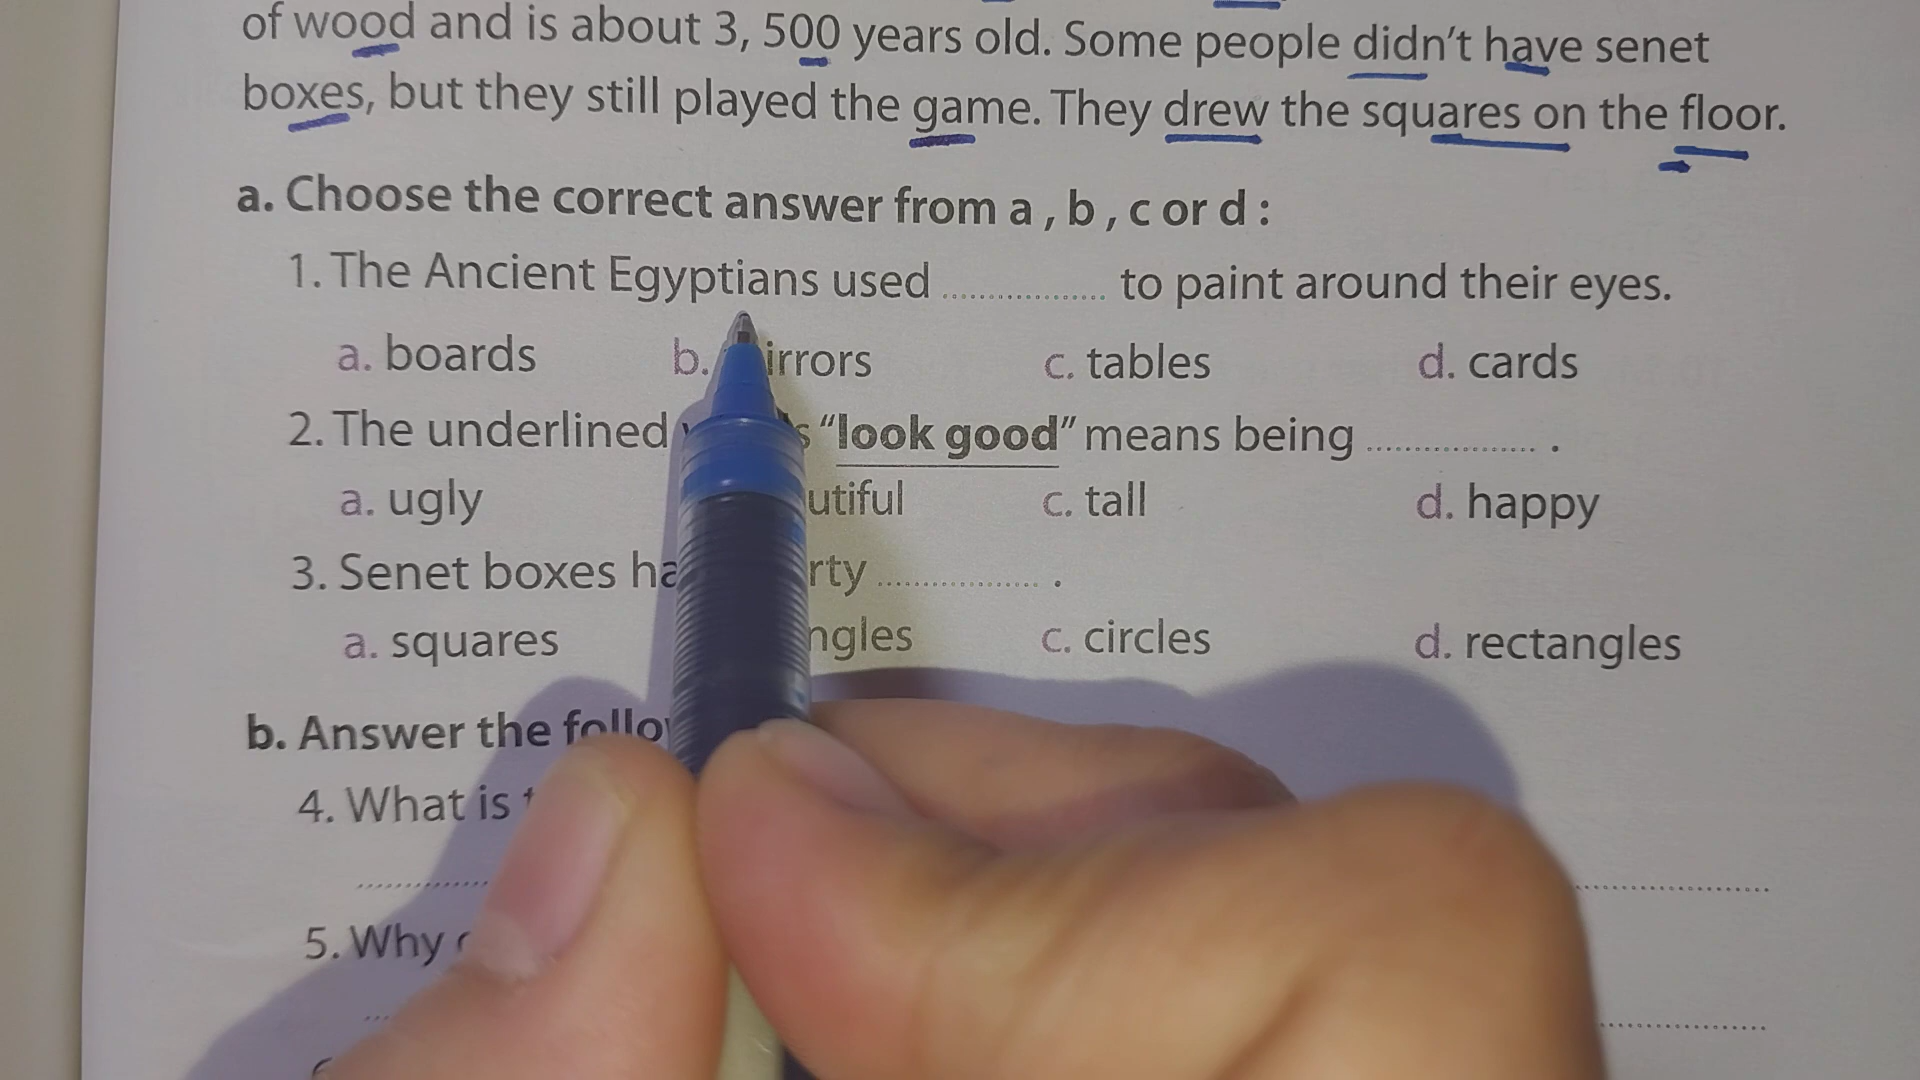 of wood and is about 3, 500 years old. Some people didn't have senet
boxes, but they still played the game. They drew the squares on the floor.
a. Choose the correct answer from a , b , c or d :
1. The Ancient Egyptians used ................. to paint around their eyes.
a. boards b. irrors c. tables d. cards
2. The underlined "look good" means being ................. .
a. ugly utiful c. tall d. happy
3. Senet boxes ha rty ................. .
a. squares ngles c. circles d. rectangles
b. Answer the follo
4. What is
5. Why